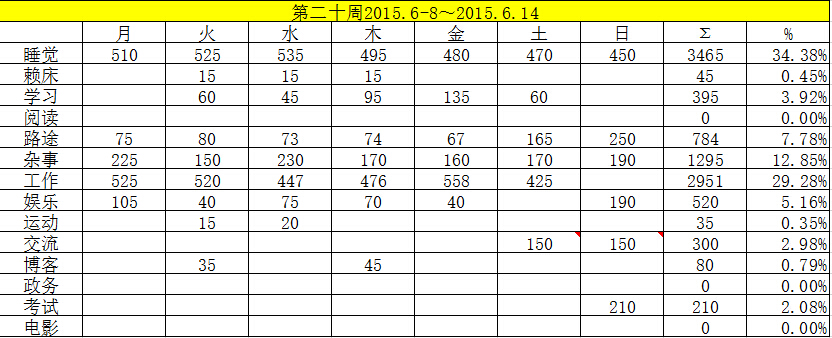 第二十周2015.6-8～2015.6.14
月 火 水 木 金 土 日 Σ %
睡觉 510 525 535 495 480 470 450 3465 34.38%
赖床 15 15 15 45 0.45%
学习 60 45 95 135 60 395 3.92%
阅读 0 0.00%
路途 75 80 73 74 67 165 250 784 7.78%
杂事 225 150 230 170 160 170 190 1295 12.85%
工作 525 520 447 476 558 425 2951 29.28%
娱乐 105 40 75 70 40 190 520 5.16%
运动 15 20 35 0.35%
交流 150 150 300 2.98%
博客 35 45 80 0.79%
政务 0 0.00%
考试 210 210 2.08%
电影 0 0.00%